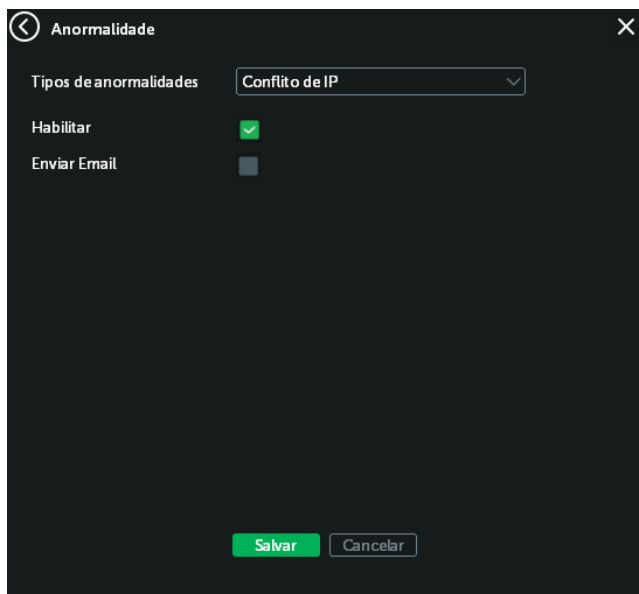 Anormalidade
Tipos de anormalidades Conflito de IP
Habilitar
Enviar Email
Salvar Cancelar